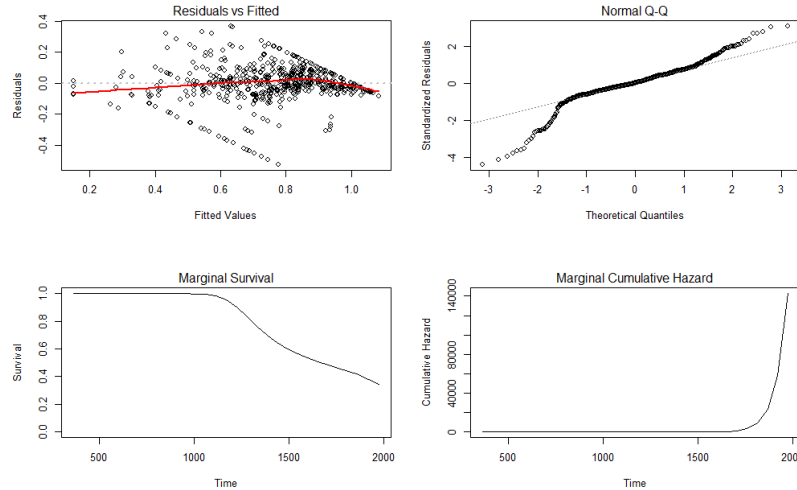 Residuals vs Fitted
Residuals
0.4
0.2
0.0
-0.2
-0.4
0.2 0.4 0.6 0.8 1.0
Fitted Values
Normal Q-Q
Standardized Residuals
2
0
-2
-4
-3 -2 -1 0 1 2 3
Theoretical Quantiles
Marginal Survival
Survival
1.0
0.8
0.6
0.4
0.2
0.0
500 1000 1500 2000
Time
Marginal Cumulative Hazard
Cumulative Hazard
140000
80000
40000
0
500 1000 1500 2000
Time